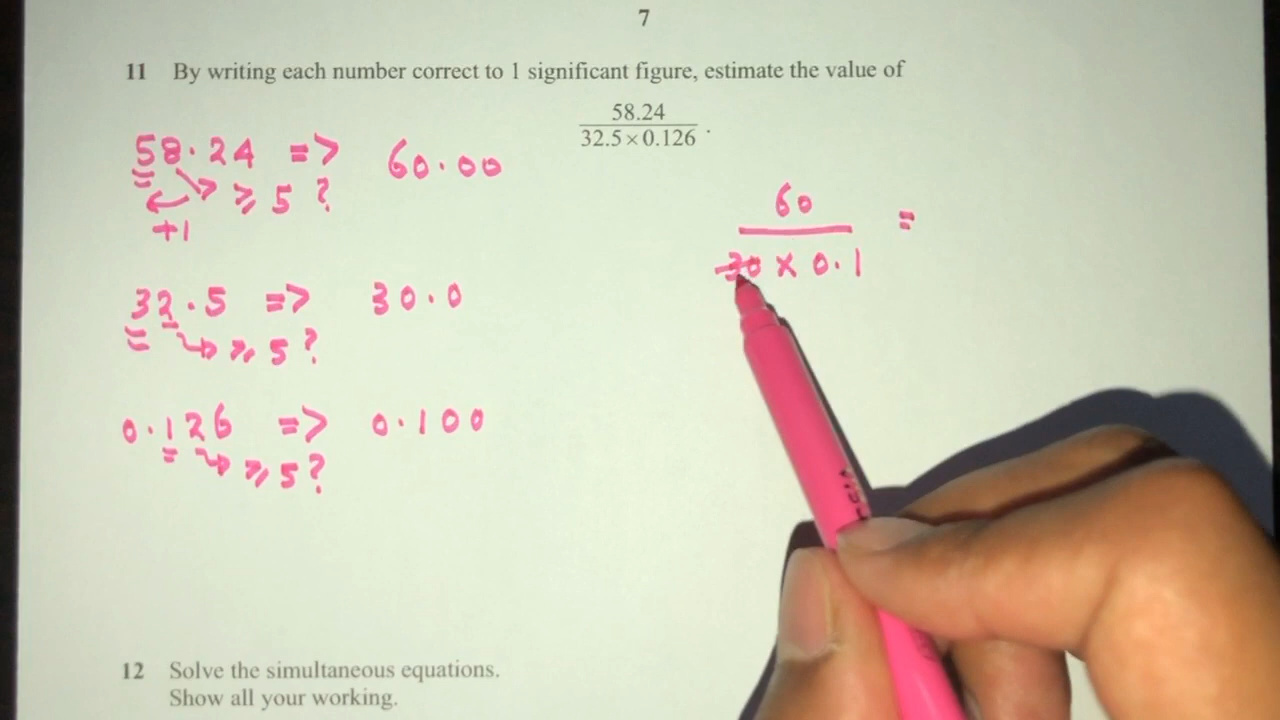 7
11 By writing each number correct to 1 significant figure, estimate the value of
58.24
32.5 × 0.126 .
58.24 => 60.00
≥ 5 ?
+1
32.5 => 30.0
≥ 5 ?
0.126 => 0.100
≥ 5 ?
60 =
30 × 0.1
12 Solve the simultaneous equations.
Show all your working.